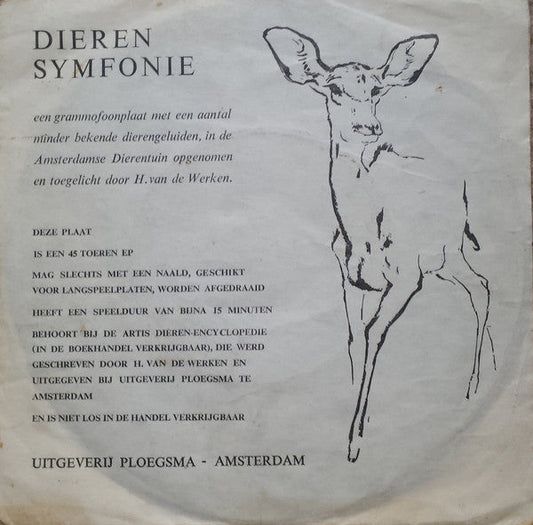 DIEREN
SYMFONIE
een grammofoonplaat met een aantal
minder bekende dierengeluiden, in de
Amsterdamse Dierentuin opgenomen
en toegelicht door H. van de Werken.
DEZE PLAAT
IS EEN 45 TOEREN EP
MAG SLECHTS MET EEN NAALD, GESCHIKT
VOOR LANGSPEELPLATEN, WORDEN AFGEDRAAID
HEEFT EEN SPEELDUUR VAN BIJNA 15 MINUTEN
BEHOORT BIJ DE ARTIS DIEREN-ENCYCLOPEDIE
(IN DE BOEKHANDEL VERKRIJGBAAR), DIE WERD
GESCHREVEN DOOR H. VAN DE WERKEN EN
UITGEGEVEN BIJ UITGEVERIJ PLOEGSMA TE
AMSTERDAM
EN IS NIET LOS IN DE HANDEL VERKRIJGBAAR
UITGEVERIJ PLOEGSMA - AMSTERDAM